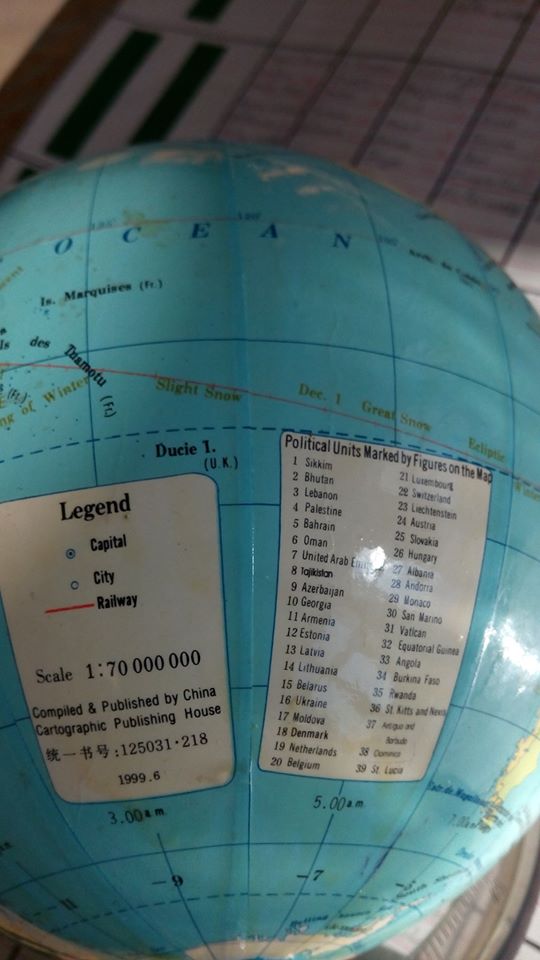 OCEAN
120°
Is. Marquises (Fr.)
Is des Tuamotu (Fr.)
Slight Snow
Dec. 1
Great Snow
Ecliptic
Ducie I.
(U.K.)
Legend
Capital
City
Railway
Scale 1:70 000 000
Compiled & Published by China
Cartographic Publishing House
统一书号:125031·218
1999.6
Political Units Marked by Figures on the Map
1 Sikkim
2 Bhutan
3 Lebanon
4 Palestine
5 Bahrain
6 Oman
7 United Arab
8 Tajikistan
9 Azerbaijan
10 Georgia
11 Armenia
12 Estonia
13 Latvia
14 Lithuania
15 Belarus
16 Ukraine
17 Moldova
18 Denmark
19 Netherlands
20 Belgium
21 Luxembourg
22 Switzerland
23 Liechtenstein
24 Austria
25 Slovakia
26 Hungary
27 Albania
28 Andorra
29 Monaco
30 San Marino
31 Vatican
32 Equatorial Guinea
33 Angola
34 Burkina Faso
35 Rwanda
36 St. Kitts and Nevis
37 Antigua and
Barbuda
38 Dominica
39 St. Lucia
3.00 a.m.
5.00 a.m.
11
-9
-7